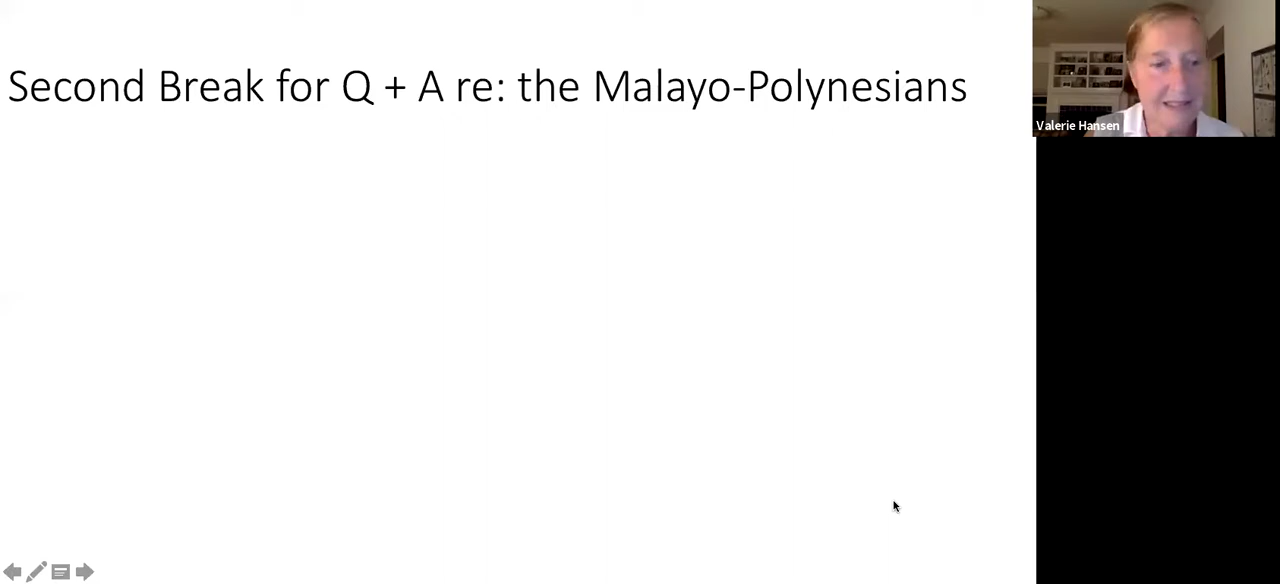 Second Break for Q + A re: the Malayo-Polynesians
Valerie Hansen